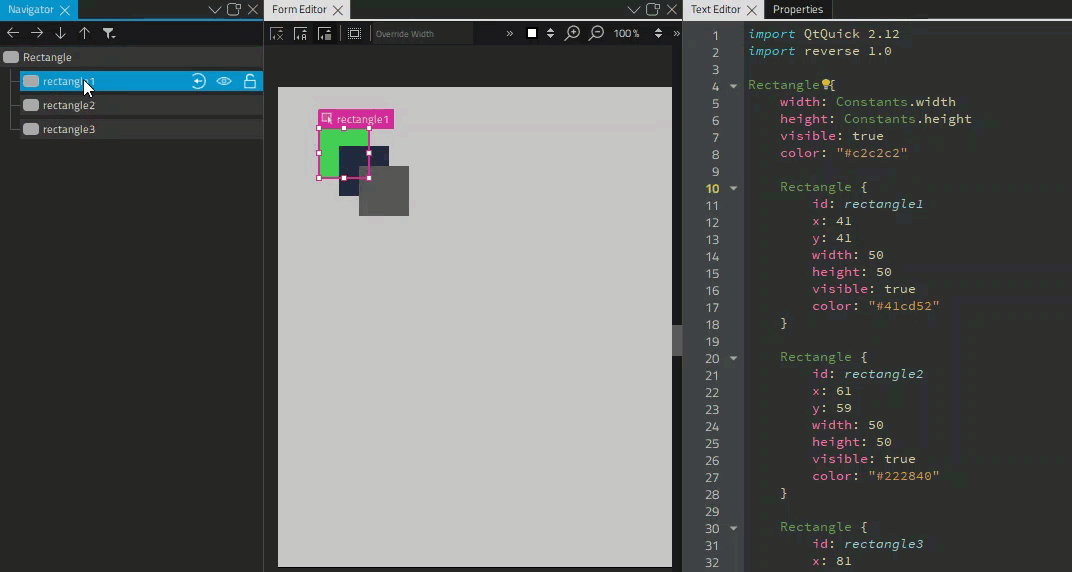 Navigator
Form Editor
Text Editor
Properties
Override Width
100 %
Rectangle
rectangle1
rectangle2
rectangle3
rectangle1
1 import QtQuick 2.12
2 import reverse 1.0
3
4 Rectangle {
5 width: Constants.width
6 height: Constants.height
7 visible: true
8 color: "#c2c2c2"
9
10 Rectangle {
11 id: rectangle1
12 x: 41
13 y: 41
14 width: 50
15 height: 50
16 visible: true
17 color: "#41cd52"
18 }
19
20 Rectangle {
21 id: rectangle2
22 x: 61
23 y: 59
24 width: 50
25 height: 50
26 visible: true
27 color: "#222840"
28 }
29
30 Rectangle {
31 id: rectangle3
32 x: 81